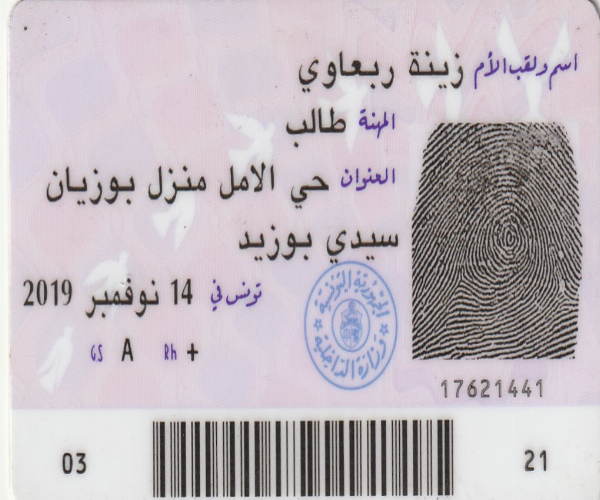 اسم ولقب الأم زينة ربعاوي
المهنة طالب
العنوان حي الامل منزل بوزيان
سيدي بوزيد
تونس في 14 نوفمبر 2019
GS A Rh +
الجمهورية التونسية
وزارة الداخلية
17621441
03
21